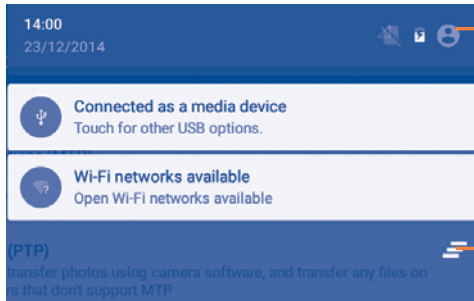 14:00
23/12/2014
Connected as a media device
Touch for other USB options.
Wi-Fi networks available
Open Wi-Fi networks available
(PTP)
transfer photos using camera software, and transfer any files on
rs that don't support MTP